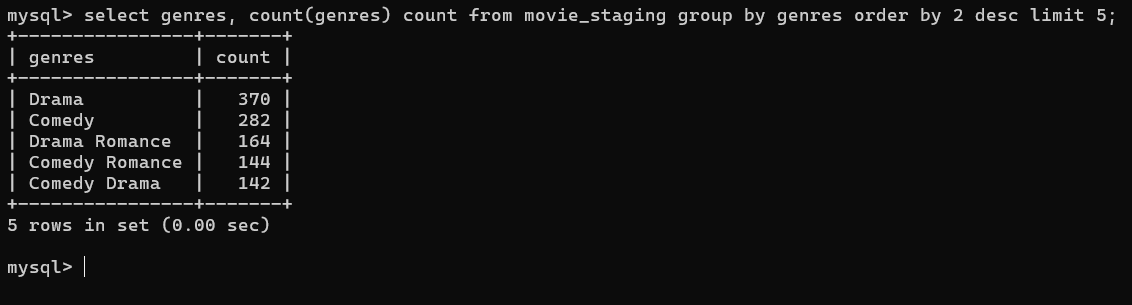 mysql> select genres, count(genres) count from movie_staging group by genres order by 2 desc limit 5;
+----------------+-------+
| genres         | count |
+----------------+-------+
| Drama          |   370 |
| Comedy         |   282 |
| Drama Romance  |   164 |
| Comedy Romance |   144 |
| Comedy Drama   |   142 |
+----------------+-------+
5 rows in set (0.00 sec)
mysql>